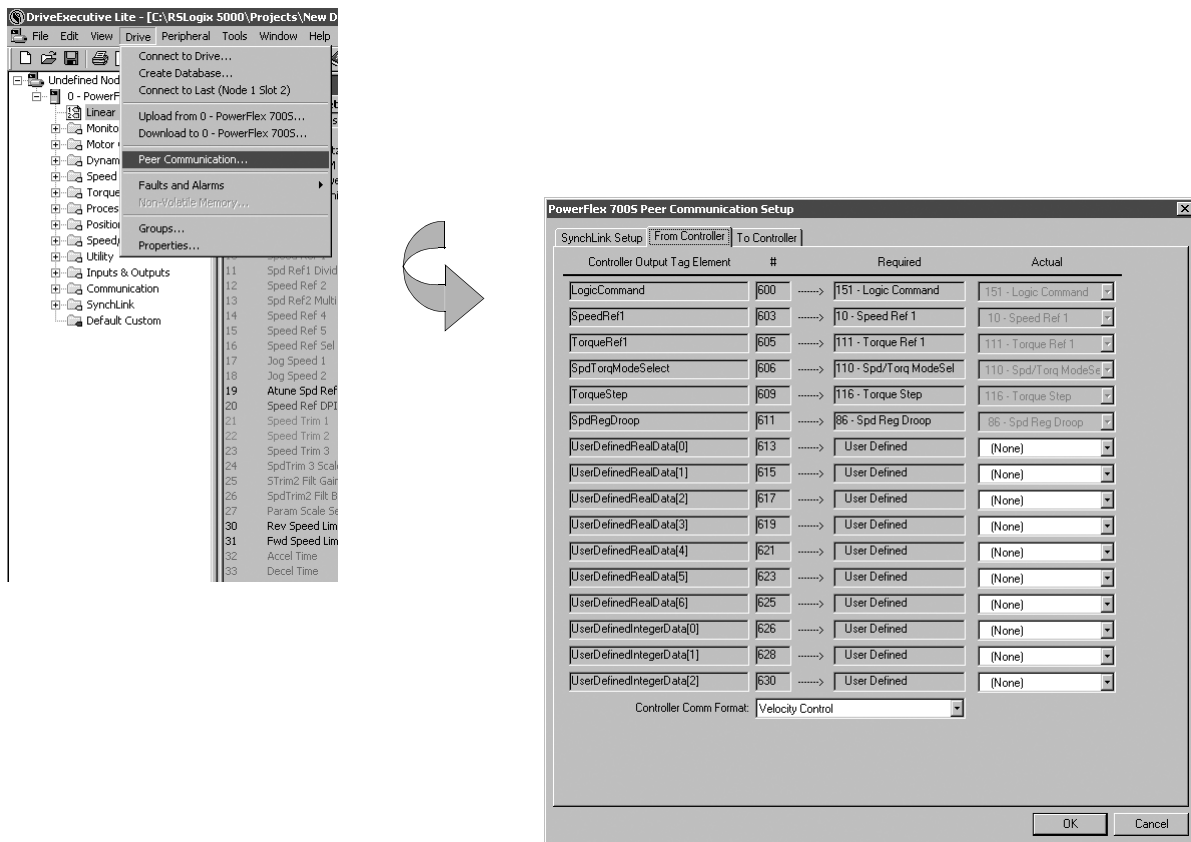 DriveExecutive Lite - [C:\RSLogix 5000\Projects\New D
File Edit View Drive Peripheral Tools Window Help
Connect to Drive...
Create Database...
Connect to Last (Node 1 Slot 2)
Upload from 0 - PowerFlex 700S...
Download to 0 - PowerFlex 700S...
Peer Communication...
Faults and Alarms
Non-Volatile Memory...
Groups...
Properties...
Undefined Nod
0 - PowerF
Linear
Monito
Motor
Dynam
Speed
Torque
Proces
Position
Speed/
Utility
Inputs & Outputs
Communication
SynchLink
Default Custom
11 Spd Ref1 Divid
12 Speed Ref 2
13 Spd Ref2 Multi
14 Speed Ref 4
15 Speed Ref 5
16 Speed Ref Sel
17 Jog Speed 1
18 Jog Speed 2
19 Atune Spd Ref
20 Speed Ref DPI
21 Speed Trim 1
22 Speed Trim 2
23 Speed Trim 3
24 SpdTrim 3 Scal
25 STrim2 Filt Gain
26 SpdTrim2 Filt B
27 Param Scale Se
30 Rev Speed Lim
31 Fwd Speed Lim
32 Accel Time
33 Decel Time
PowerFlex 700S Peer Communication Setup
SynchLink Setup From Controller To Controller
Controller Output Tag Element # Required Actual
LogicCommand 600 -------> 151 - Logic Command 151 - Logic Command
SpeedRef1 603 -------> 10 - Speed Ref 1 10 - Speed Ref 1
TorqueRef1 605 -------> 111 - Torque Ref 1 111 - Torque Ref 1
SpdTorqModeSelect 606 -------> 110 - Spd/Torq ModeSel 110 - Spd/Torq ModeSe
TorqueStep 609 -------> 116 - Torque Step 116 - Torque Step
SpdRegDroop 611 -------> 86 - Spd Reg Droop 86 - Spd Reg Droop
UserDefinedRealData[0] 613 -------> User Defined (None)
UserDefinedRealData[1] 615 -------> User Defined (None)
UserDefinedRealData[2] 617 -------> User Defined (None)
UserDefinedRealData[3] 619 -------> User Defined (None)
UserDefinedRealData[4] 621 -------> User Defined (None)
UserDefinedRealData[5] 623 -------> User Defined (None)
UserDefinedRealData[6] 625 -------> User Defined (None)
UserDefinedIntegerData[0] 626 -------> User Defined (None)
UserDefinedIntegerData[1] 628 -------> User Defined (None)
UserDefinedIntegerData[2] 630 -------> User Defined (None)
Controller Comm Format: Velocity Control
OK Cancel